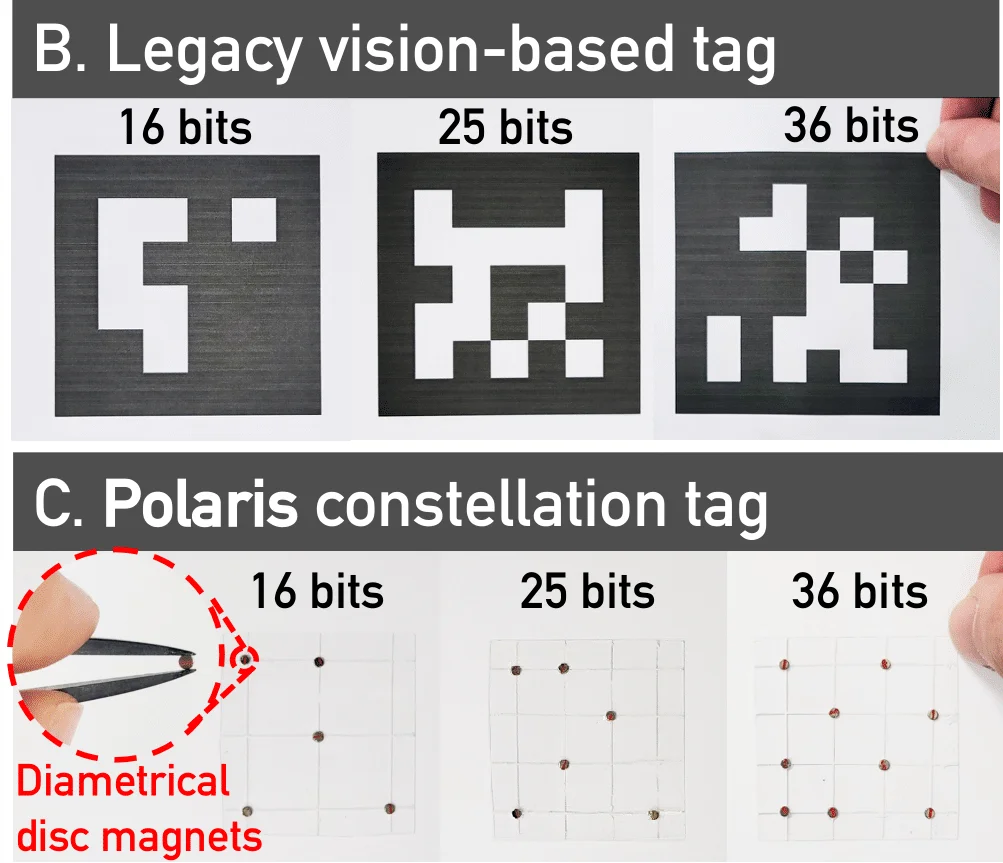 B. Legacy vision-based tag
16 bits
25 bits
36 bits
C. Polaris constellation tag
16 bits
25 bits
36 bits
Diametrical
disc magnets